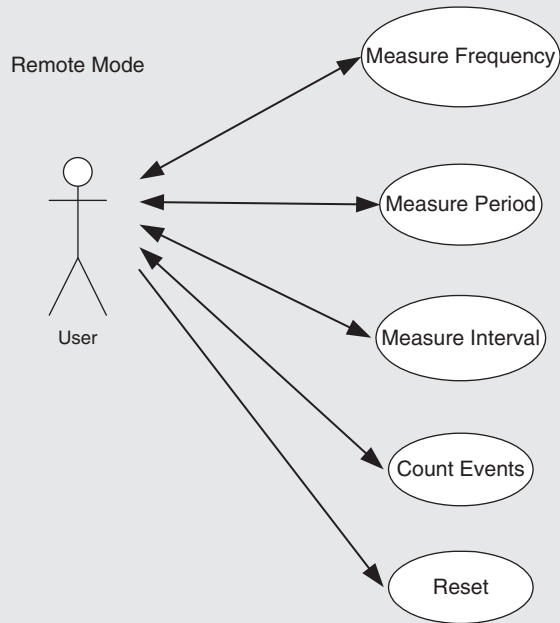 Remote Mode
Measure Frequency
Measure Period
User
Measure Interval
Count Events
Reset